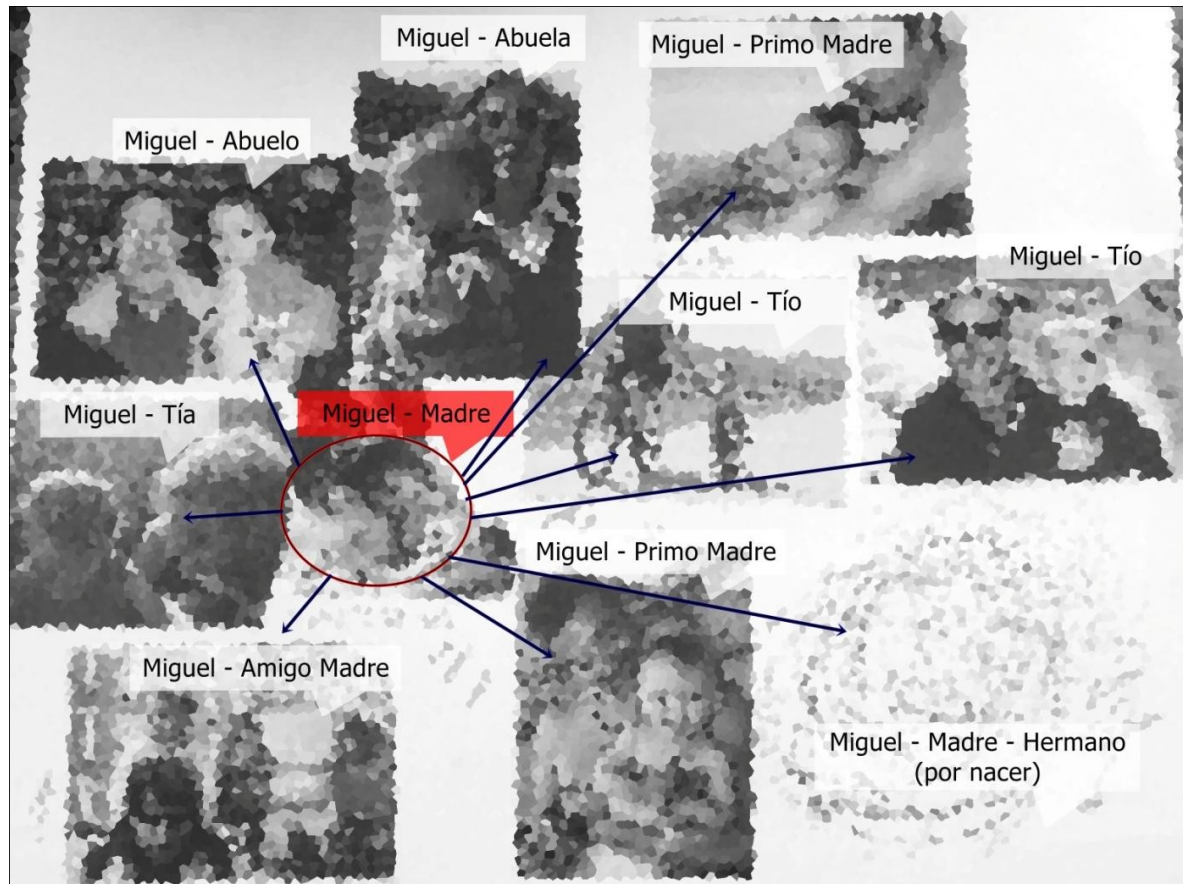 Miguel - Abuela
Miguel - Primo Madre
Miguel - Abuelo
Miguel - Tío
Miguel - Tío
Miguel - Tía
Miguel - Madre
Miguel - Primo Madre
Miguel - Amigo Madre
Miguel - Madre - Hermano
(por nacer)